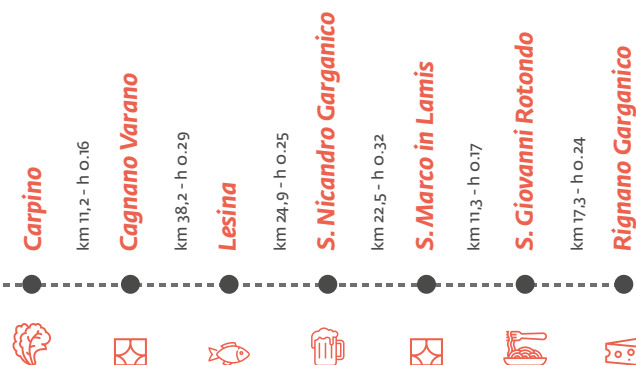 Carpino
km 11,2 - h 0.16
Cagnano Varano
km 38,2 - h 0.29
Lesina
km 24,9 - h 0.25
S. Nicandro Garganico
km 22,5 - h 0.32
S. Marco in Lamis
km 11,3 - h 0.17
S. Giovanni Rotondo
km 17,3 - h 0.24
Rignano Garganico